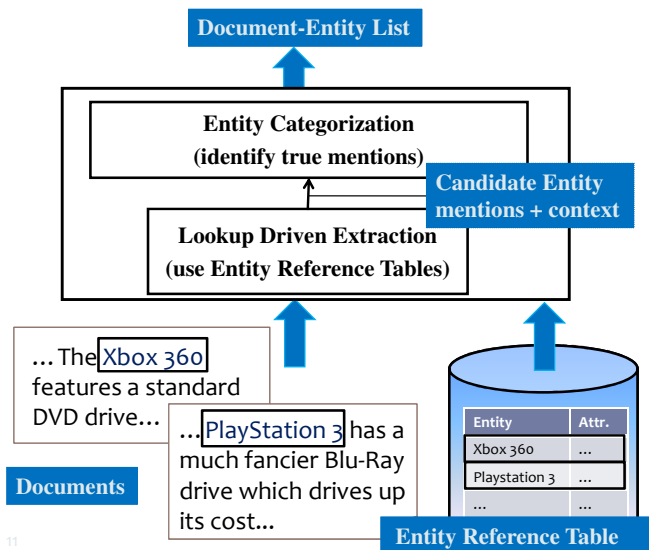 Document-Entity List
Entity Categorization
(identify true mentions)
Candidate Entity
mentions + context
Lookup Driven Extraction
(use Entity Reference Tables)
… The Xbox 360
features a standard
DVD drive…
…PlayStation 3 has a
much fancier Blu-Ray
drive which drives up
its cost...
Documents
Entity Attr.
Xbox 360 …
Playstation 3 …
… …
Entity Reference Table
11